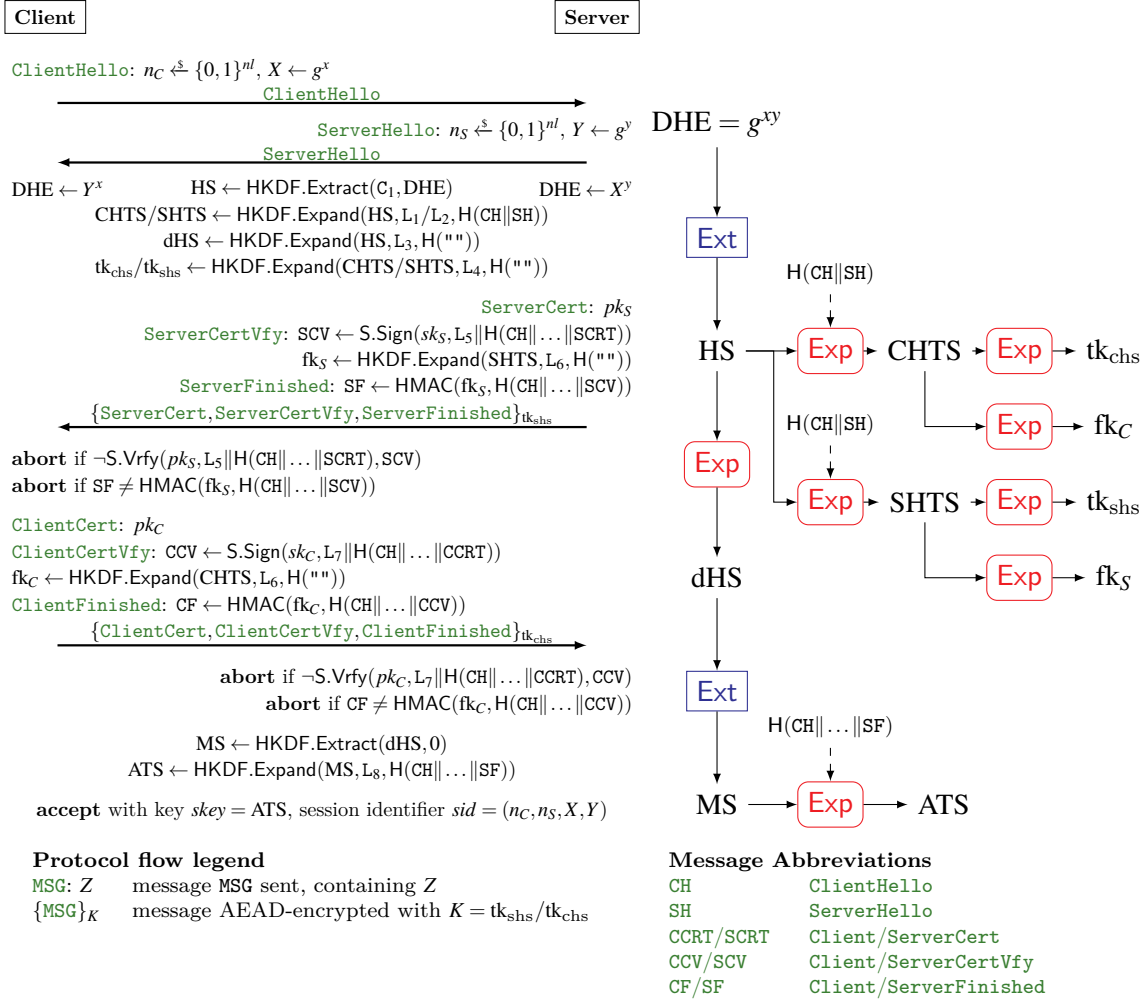 Client
Server
ClientHello: n_C ←$ {0,1}^{nl}, X ← g^x
ClientHello
ServerHello: n_S ←$ {0,1}^{nl}, Y ← g^y
ServerHello
DHE ← Y^x HS ← HKDF.Extract(C_1, DHE) DHE ← X^y
CHTS/SHTS ← HKDF.Expand(HS, L_1/L_2, H(CH‖SH))
dHS ← HKDF.Expand(HS, L_3, H(""))
tk_chs/tk_shs ← HKDF.Expand(CHTS/SHTS, L_4, H(""))
ServerCert: pk_S
ServerCertVfy: SCV ← S.Sign(sk_S, L_5‖H(CH‖...‖SCRT))
fk_S ← HKDF.Expand(SHTS, L_6, H(""))
ServerFinished: SF ← HMAC(fk_S, H(CH‖...‖SCV))
{ServerCert, ServerCertVfy, ServerFinished}_tk_shs
abort if ¬S.Vrfy(pk_S, L_5‖H(CH‖...‖SCRT), SCV)
abort if SF ≠ HMAC(fk_S, H(CH‖...‖SCV))
ClientCert: pk_C
ClientCertVfy: CCV ← S.Sign(sk_C, L_7‖H(CH‖...‖CCRT))
fk_C ← HKDF.Expand(CHTS, L_6, H(""))
ClientFinished: CF ← HMAC(fk_C, H(CH‖...‖CCV))
{ClientCert, ClientCertVfy, ClientFinished}_tk_chs
abort if ¬S.Vrfy(pk_C, L_7‖H(CH‖...‖CCRT), CCV)
abort if CF ≠ HMAC(fk_C, H(CH‖...‖CCV))
MS ← HKDF.Extract(dHS, 0)
ATS ← HKDF.Expand(MS, L_8, H(CH‖...‖SF))
accept with key skey = ATS, session identifier sid = (n_C, n_S, X, Y)
DHE = g^{xy}
Ext
H(CH‖SH)
HS Exp CHTS Exp tk_chs
Exp fk_C
H(CH‖SH)
Exp
Exp SHTS Exp tk_shs
dHS
Exp fk_S
Ext
H(CH‖...‖SF)
MS Exp ATS
Protocol flow legend
MSG: Z message MSG sent, containing Z
{MSG}_K message AEAD-encrypted with K = tk_shs/tk_chs
Message Abbreviations
CH ClientHello
SH ServerHello
CCRT/SCRT Client/ServerCert
CCV/SCV Client/ServerCertVfy
CF/SF Client/ServerFinished